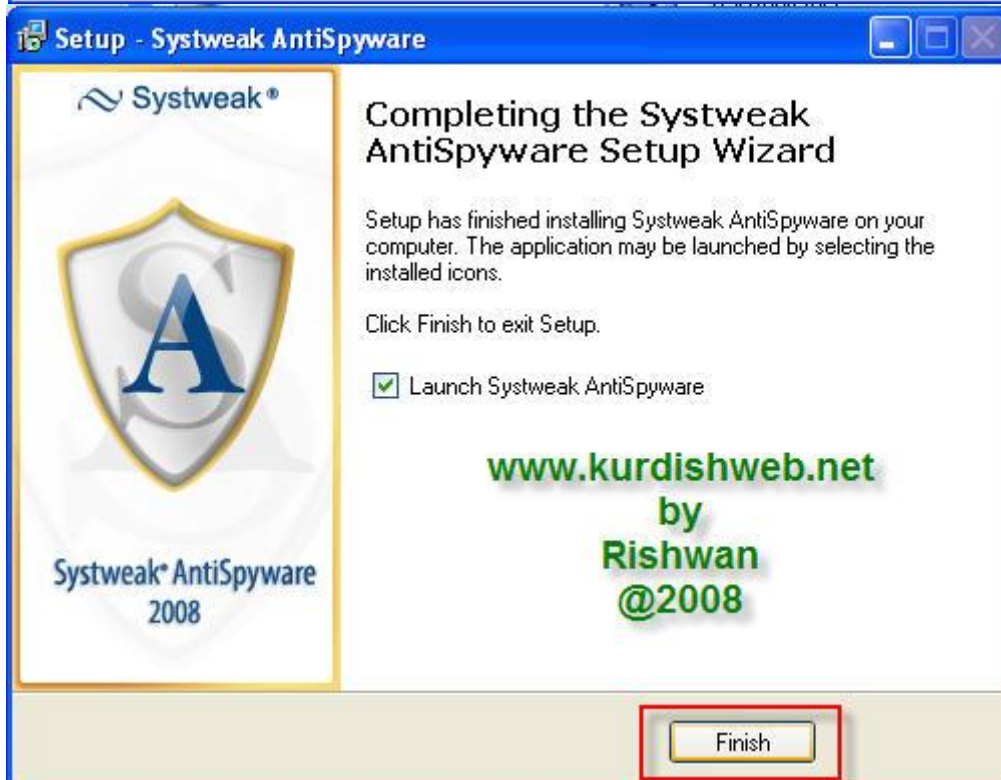 Setup - Systweak AntiSpyware
Systweak®
Completing the Systweak
AntiSpyware Setup Wizard
Setup has finished installing Systweak AntiSpyware on your
computer. The application may be launched by selecting the
installed icons.
Click Finish to exit Setup.
Launch Systweak AntiSpyware
www.kurdishweb.net
by
Rishwan
@2008
S
A
Systweak® AntiSpyware
2008
Finish